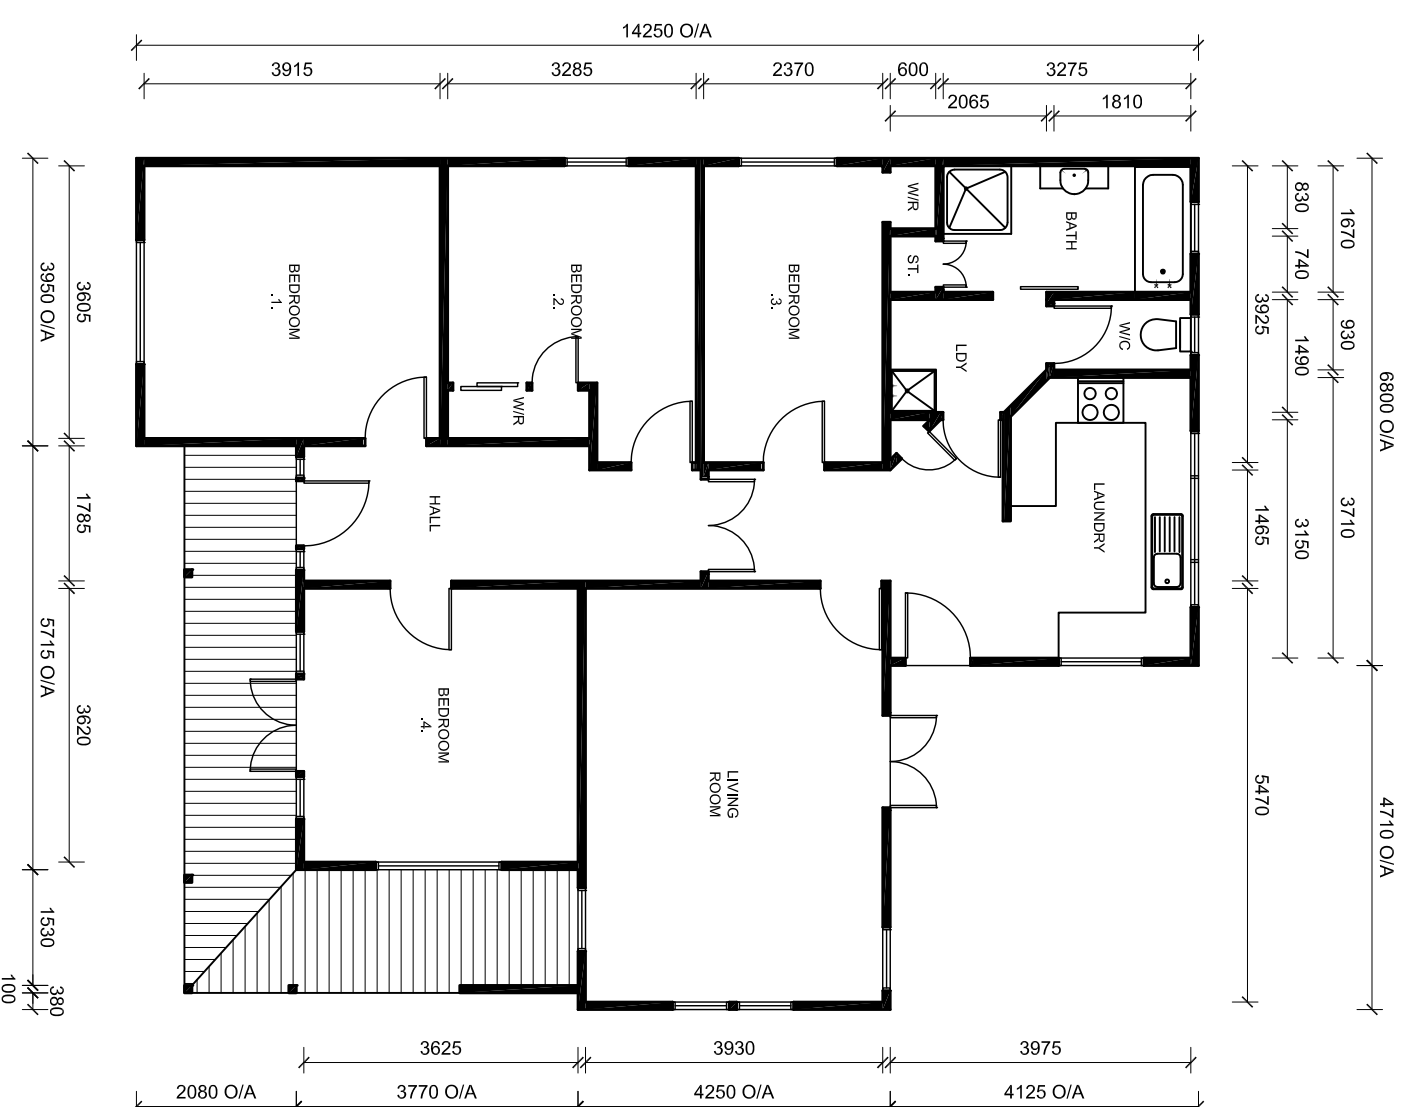 14250 O/A
3915
3285
2370
600
3275
2065
1810
W/R
BATH
830
1670
BEDROOM
.1.
BEDROOM
.2.
BEDROOM
.3.
ST.
740
3950 O/A
3605
3925
W/C
930
LDY
1490
6800 O/A
W/R
1785
HALL
LAUNDRY
1465
3150
3710
5715 O/A
3620
BEDROOM
.4.
LIVING
ROOM
5470
4710 O/A
1530
380
100
3625
3930
3975
2080 O/A
3770 O/A
4250 O/A
4125 O/A